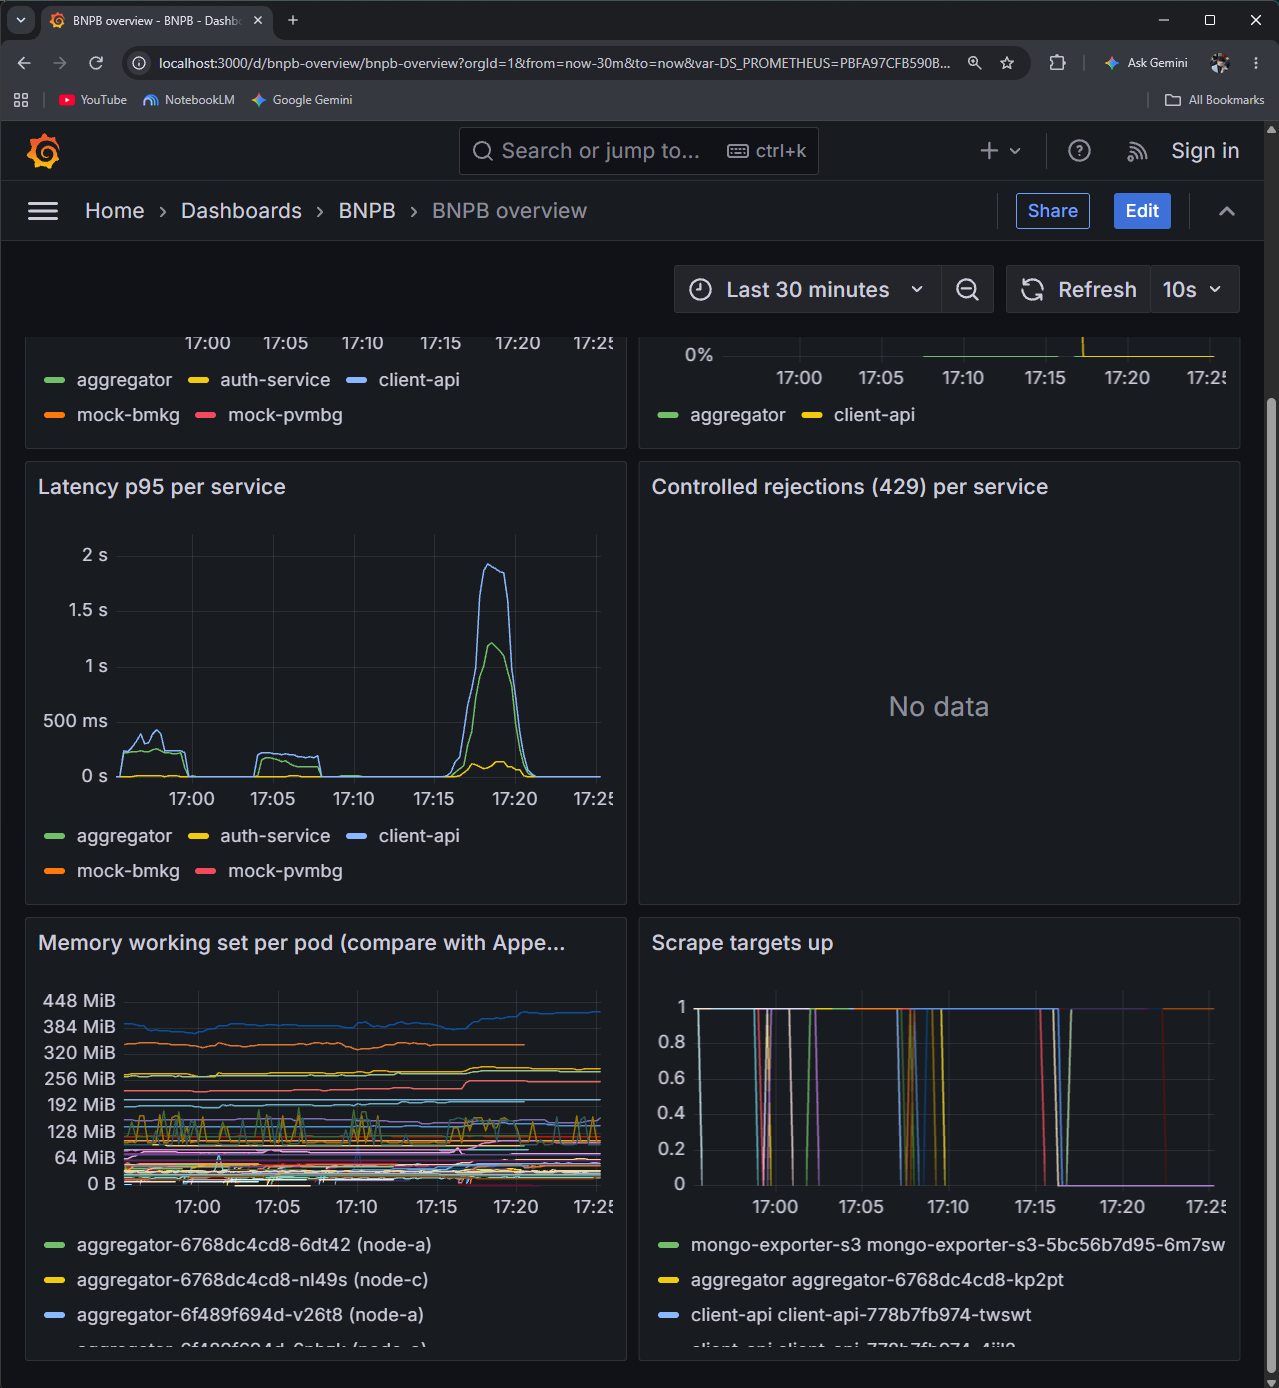 BNPB overview - BNPB - Dashb
localhost:3000/d/bnpb-overview/bnpb-overview?orgId=1&from=now-30m&to=now&var-DS_PROMETHEUS=PBFA97CFB590B...
Ask Gemini
YouTube
NotebookLM
Google Gemini
All Bookmarks
Search or jump to...
ctrl+k
Sign in
Home › Dashboards › BNPB › BNPB overview
Share
Edit
Last 30 minutes
Refresh
10s
17:00 17:05 17:10 17:15 17:20 17:25
aggregator auth-service client-api
mock-bmkg mock-pvmbg
0%
17:00 17:05 17:10 17:15 17:20 17:25
aggregator client-api
Latency p95 per service
2 s
1.5 s
1 s
500 ms
0 s
17:00 17:05 17:10 17:15 17:20 17:25
aggregator auth-service client-api
mock-bmkg mock-pvmbg
Controlled rejections (429) per service
No data
Memory working set per pod (compare with Appe...
448 MiB
384 MiB
320 MiB
256 MiB
192 MiB
128 MiB
64 MiB
0 B
17:00 17:05 17:10 17:15 17:20 17:25
aggregator-6768dc4cd8-6dt42 (node-a)
aggregator-6768dc4cd8-nl49s (node-c)
aggregator-6f489f694d-v26t8 (node-a)
Scrape targets up
1
0.8
0.6
0.4
0.2
0
17:00 17:05 17:10 17:15 17:20 17:25
mongo-exporter-s3 mongo-exporter-s3-5bc56b7d95-6m7sw
aggregator aggregator-6768dc4cd8-kp2pt
client-api client-api-778b7fb974-twswt